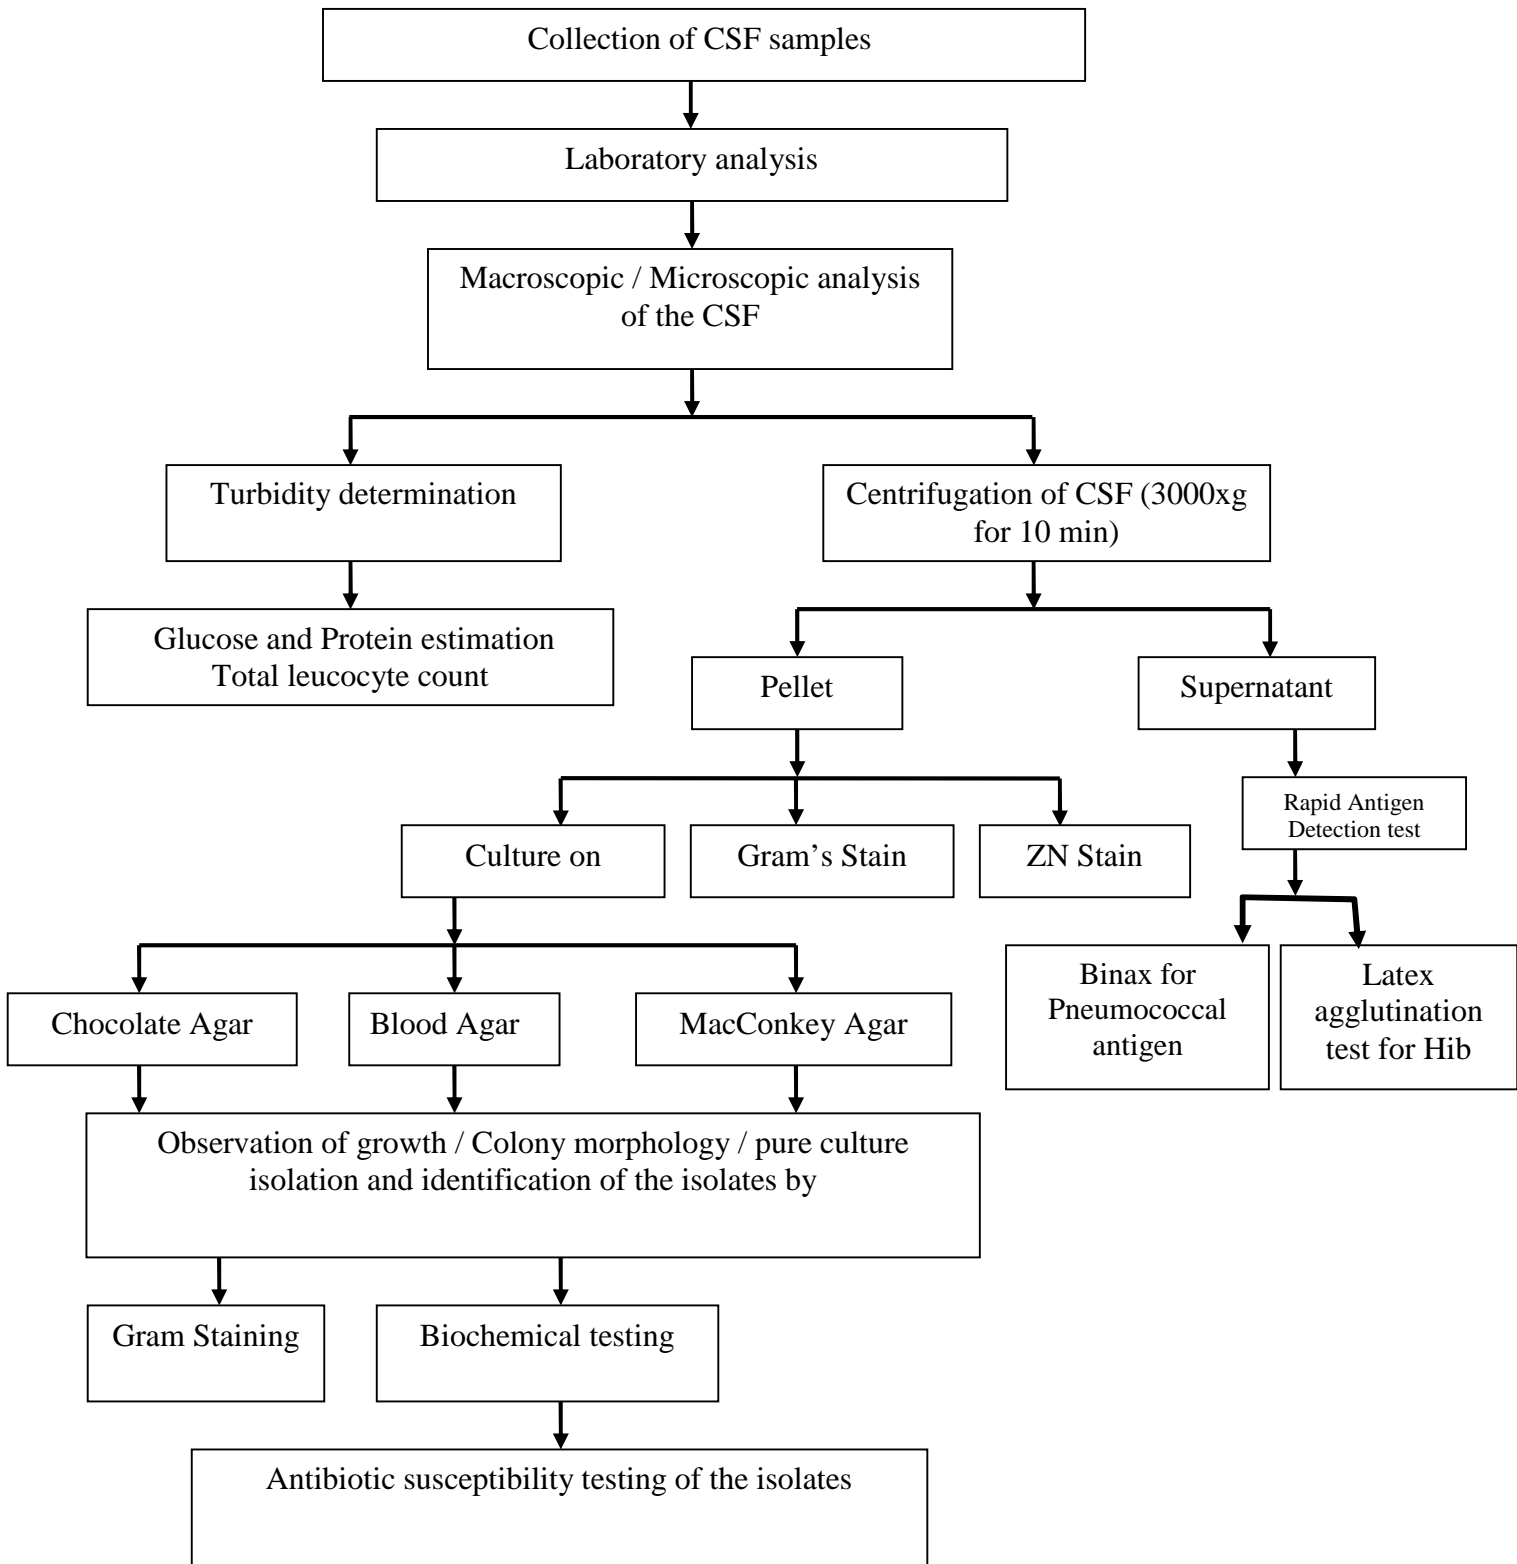 Collection of CSF samples
Laboratory analysis
Macroscopic / Microscopic analysis
of the CSF
Turbidity determination
Centrifugation of CSF (3000xg
for 10 min)
Glucose and Protein estimation
Total leucocyte count
Pellet
Supernatant
Rapid Antigen
Detection test
Culture on
Gram’s Stain
ZN Stain
Binax for
Pneumococcal
antigen
Latex
agglutination
test for Hib
Chocolate Agar
Blood Agar
MacConkey Agar
Observation of growth / Colony morphology / pure culture
isolation and identification of the isolates by
Gram Staining
Biochemical testing
Antibiotic susceptibility testing of the isolates